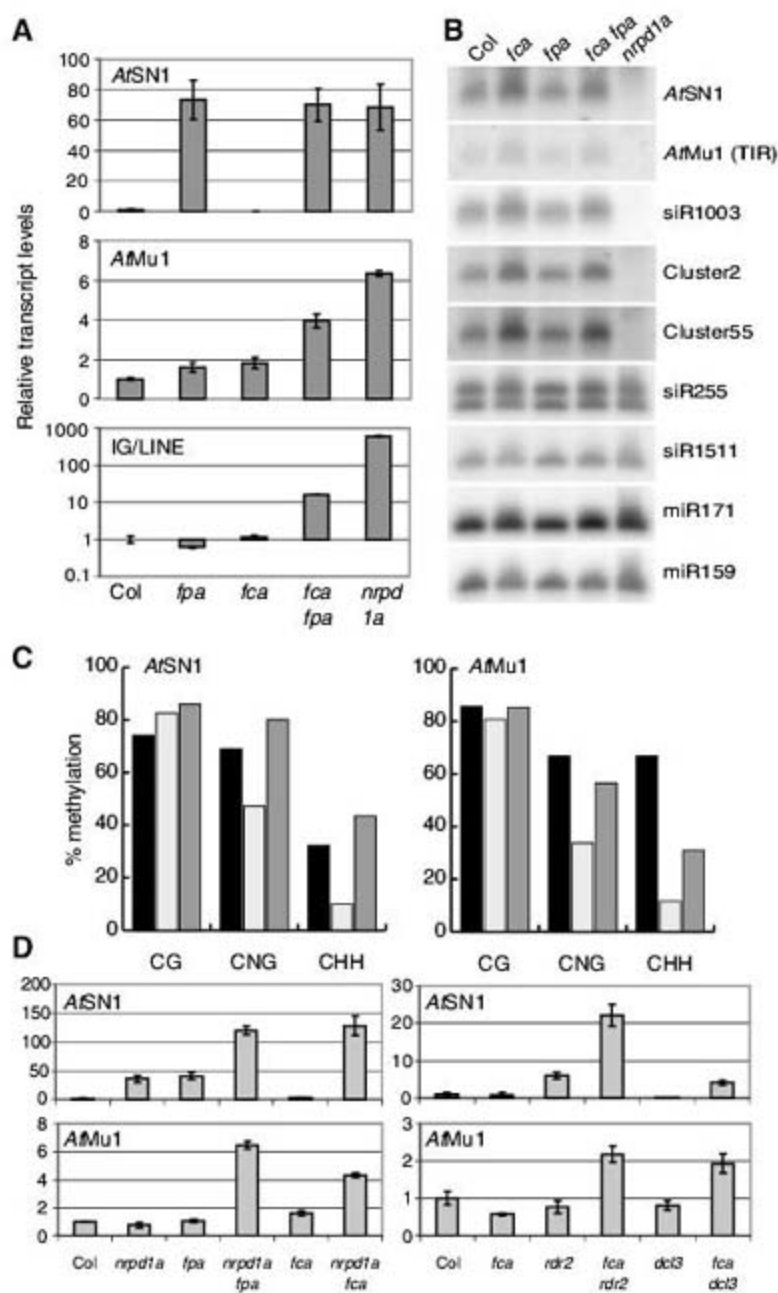 A
B
Relative transcript levels
AtSN1
100
80
60
40
20
0
AtMu1
8
6
4
2
0
IG/LINE
1000
100
10
1
0.1
Col fpa fca fca fpa nrpd 1a
Col fca fpa fca fpa nrpd1a
AtSN1
AtMu1 (TIR)
siR1003
Cluster2
Cluster55
siR255
siR1511
miR171
miR159
C
% methylation
AtSN1
100
80
60
40
20
0
CG CNG CHH
AtMu1
100
80
60
40
20
0
CG CNG CHH
D
AtSN1
200
150
100
50
0
AtMu1
8
6
4
2
0
Col nrpd1a fpa nrpd1a fpa fca nrpd1a fca
AtSN1
30
20
10
0
AtMu1
3
2
1
0
Col fca rdr2 fca rdr2 dcl3 fca dcl3